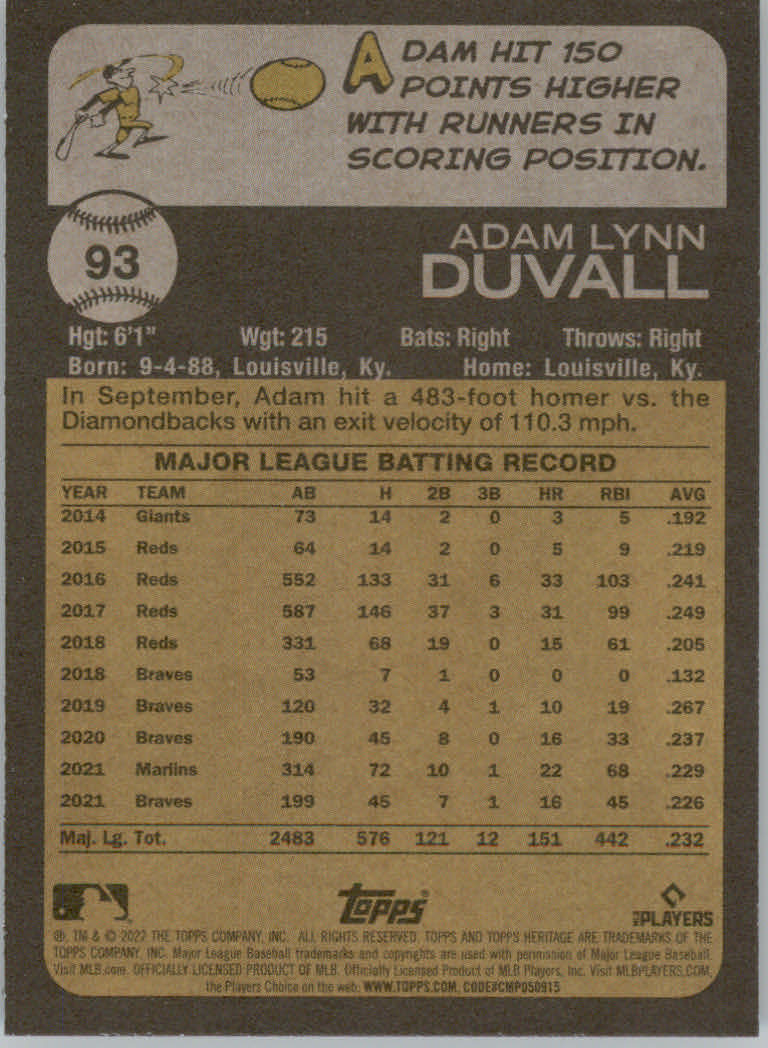 ADAM HIT 150
POINTS HIGHER
WITH RUNNERS IN
SCORING POSITION.
93
ADAM LYNN
DUVALL
Hgt: 6'1" Wgt: 215 Bats: Right Throws: Right
Born: 9-4-88, Louisville, Ky. Home: Louisville, Ky.
In September, Adam hit a 483-foot homer vs. the
Diamondbacks with an exit velocity of 110.3 mph.
MAJOR LEAGUE BATTING RECORD
YEAR TEAM AB H 2B 3B HR RBI AVG
2014 Giants 73 14 2 0 3 5 .192
2015 Reds 64 14 2 0 5 9 .219
2016 Reds 552 133 31 6 33 103 .241
2017 Reds 587 146 37 3 31 99 .249
2018 Reds 331 68 19 0 15 61 .205
2018 Braves 53 7 1 0 0 0 .132
2019 Braves 120 32 4 1 10 19 .267
2020 Braves 190 45 8 0 16 33 .237
2021 Marlins 314 72 10 1 22 68 .229
2021 Braves 199 45 7 1 16 45 .226
Maj. Lg. Tot. 2483 576 121 12 151 442 .232
Topps®
PLAYERS
®, TM & © 2022 THE TOPPS COMPANY, INC. ALL RIGHTS RESERVED. TOPPS AND TOPPS HERITAGE ARE TRADEMARKS OF THE
TOPPS COMPANY, INC. Major League Baseball trademarks and copyrights are used with permission of Major League Baseball.
Visit MLB.com. OFFICIALLY LICENSED PRODUCT OF MLB. Officially Licensed Product of MLB Players, Inc. Visit MLBPLAYERS.COM,
the Players Choice on the web. WWW.TOPPS.COM. CODE#CMP050915